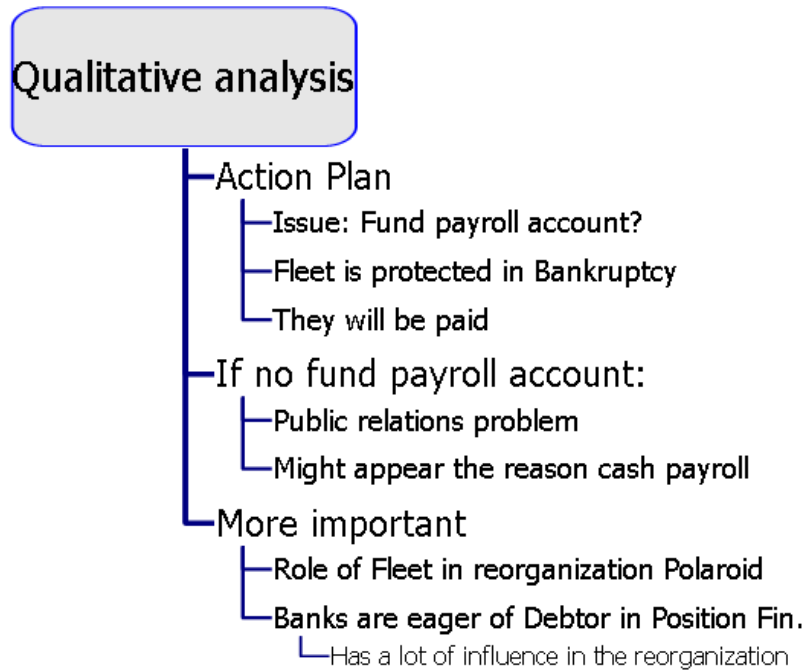 Qualitative analysis
Action Plan
Issue: Fund payroll account?
Fleet is protected in Bankruptcy
They will be paid
If no fund payroll account:
Public relations problem
Might appear the reason cash payroll
More important
Role of Fleet in reorganization Polaroid
Banks are eager of Debtor in Position Fin.
Has a lot of influence in the reorganization